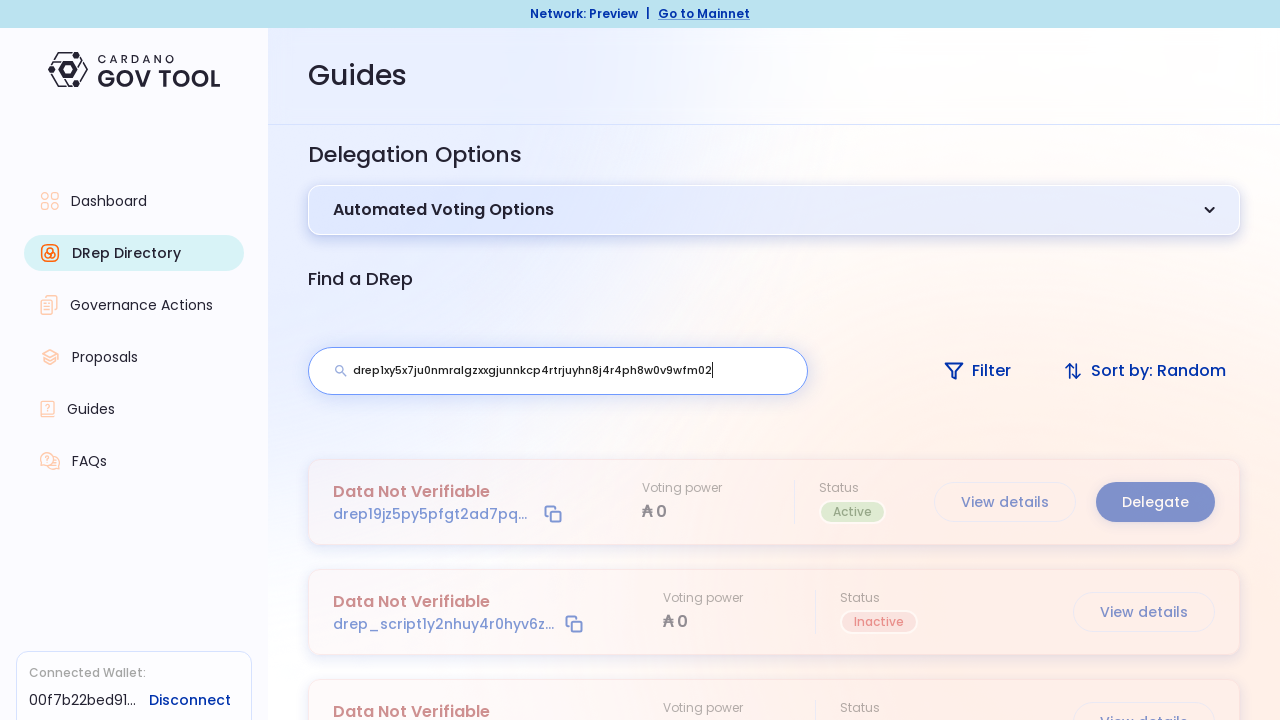 Network: Preview | Go to Mainnet
CARDANO
GOV TOOL
Dashboard
DRep Directory
Governance Actions
Proposals
Guides
FAQs
Connected Wallet:
00f7b22bed91... Disconnect
Guides
Delegation Options
Automated Voting Options
Find a DRep
drep1xy5x7ju0nmralgzxxgjunnkcp4rtrjuyhn8j4r4ph8w0v9wfm02
Filter
Sort by: Random
Data Not Verifiable
drep19jz5py5pfgt2ad7pq...
Voting power
₳ 0
Status
Active
View details
Delegate
Data Not Verifiable
drep_script1y2nhuy4r0hyv6z...
Voting power
₳ 0
Status
Inactive
View details
Data Not Verifiable
Voting power
Status
View details